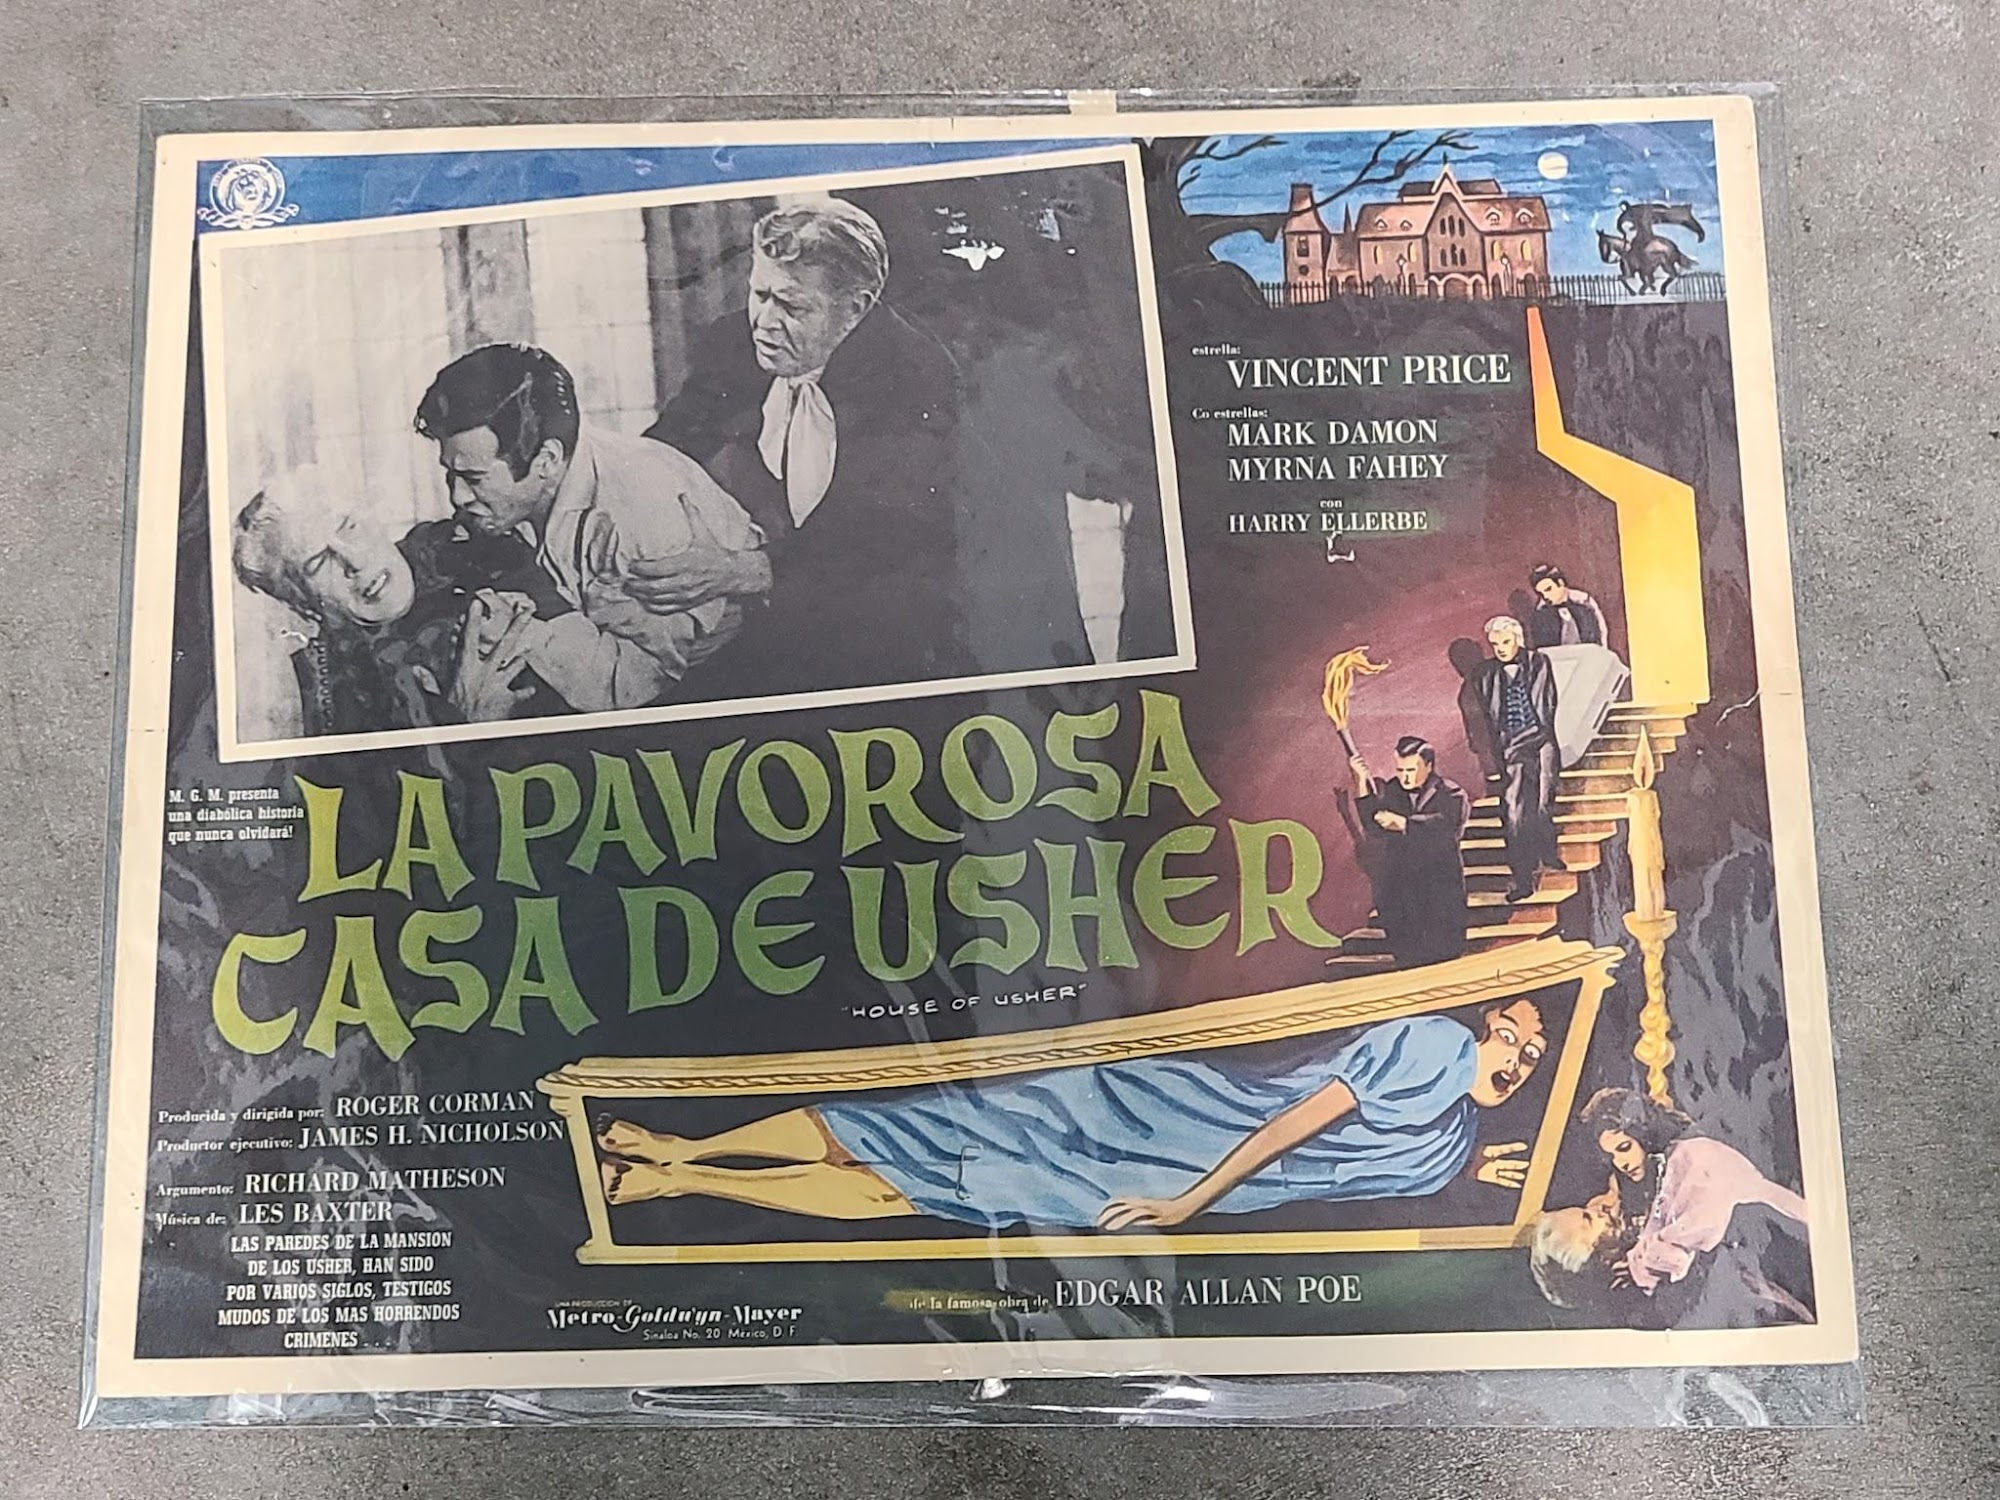 estrella:
VINCENT PRICE
Co estrellas:
MARK DAMON
MYRNA FAHEY
con
HARRY ELLERBE
M. G. M. presenta
una diabólica historia
que nunca olvidará!
LA PAVOROSA
CASA DE USHER
"HOUSE OF USHER"
Producida y dirigida por: ROGER CORMAN
Productor ejecutivo: JAMES H. NICHOLSON
Argumento: RICHARD MATHESON
Música de: LES BAXTER
LAS PAREDES DE LA MANSION
DE LOS USHER, HAN SIDO
POR VARIOS SIGLOS, TESTIGOS
MUDOS DE LOS MAS HORRENDOS
CRIMENES . . .
UNA PRODUCCION DE
Metro-Goldwyn-Mayer
Sinaloa No. 20 Mexico, D. F.
de la famosa obra de EDGAR ALLAN POE